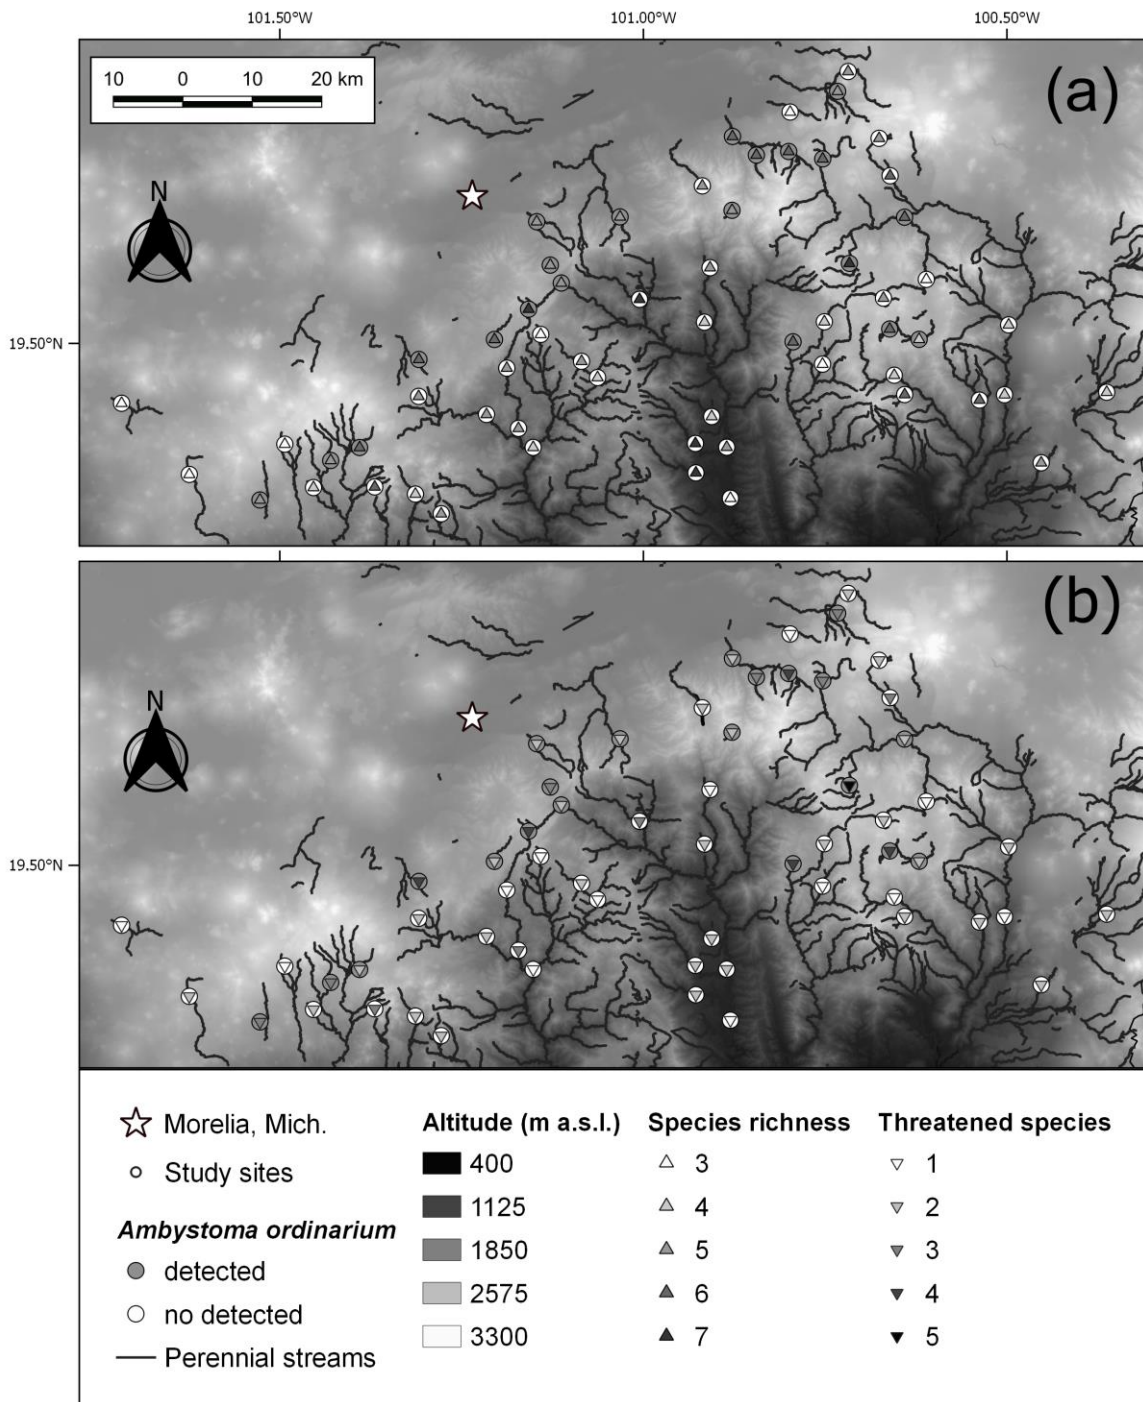 101.50°W 101.00°W 100.50°W
10 0 10 20 km
(a)
N
19.50°N
(b)
N
19.50°N
Morelia, Mich.
Study sites
Ambystoma ordinarium
detected
no detected
Perennial streams
Altitude (m a.s.l.)
400
1125
1850
2575
3300
Species richness
3
4
5
6
7
Threatened species
1
2
3
4
5